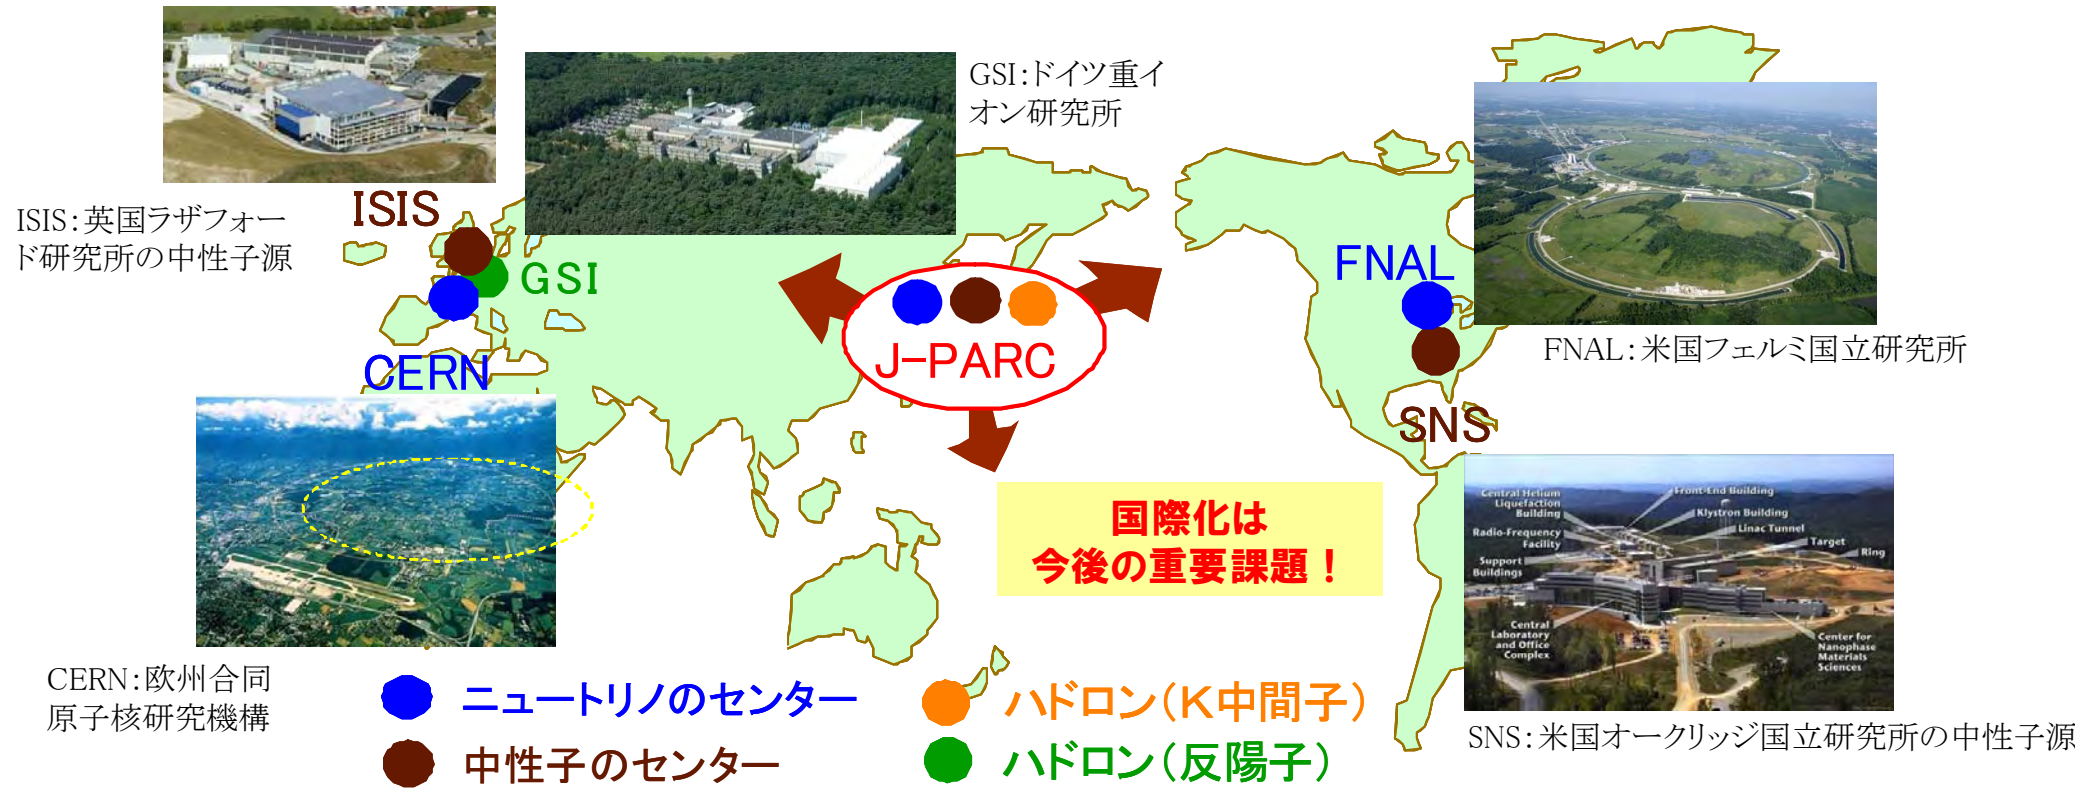 GSI：ドイツ重イ
オン研究所
ISIS
ISIS：英国ラザフォー
ド研究所の中性子源
GSI
FNAL
J-PARC
FNAL：米国フェルミ国立研究所
CERN
SNS
国際化は
今後の重要課題！
Central Helium
Liquefaction
Building
Radio-Frequency
Facility
Support
Buildings
Front-End Building
Klystron Building
Linac Tunnel
Target
Ring
Central
Laboratory
and Office
Complex
Center for
Nanophase
Materials
Sciences
CERN：欧州合同
原子核研究機構
ニュートリノのセンター
ハドロン（K中間子）
中性子のセンター
ハドロン（反陽子）
SNS：米国オークリッジ国立研究所の中性子源